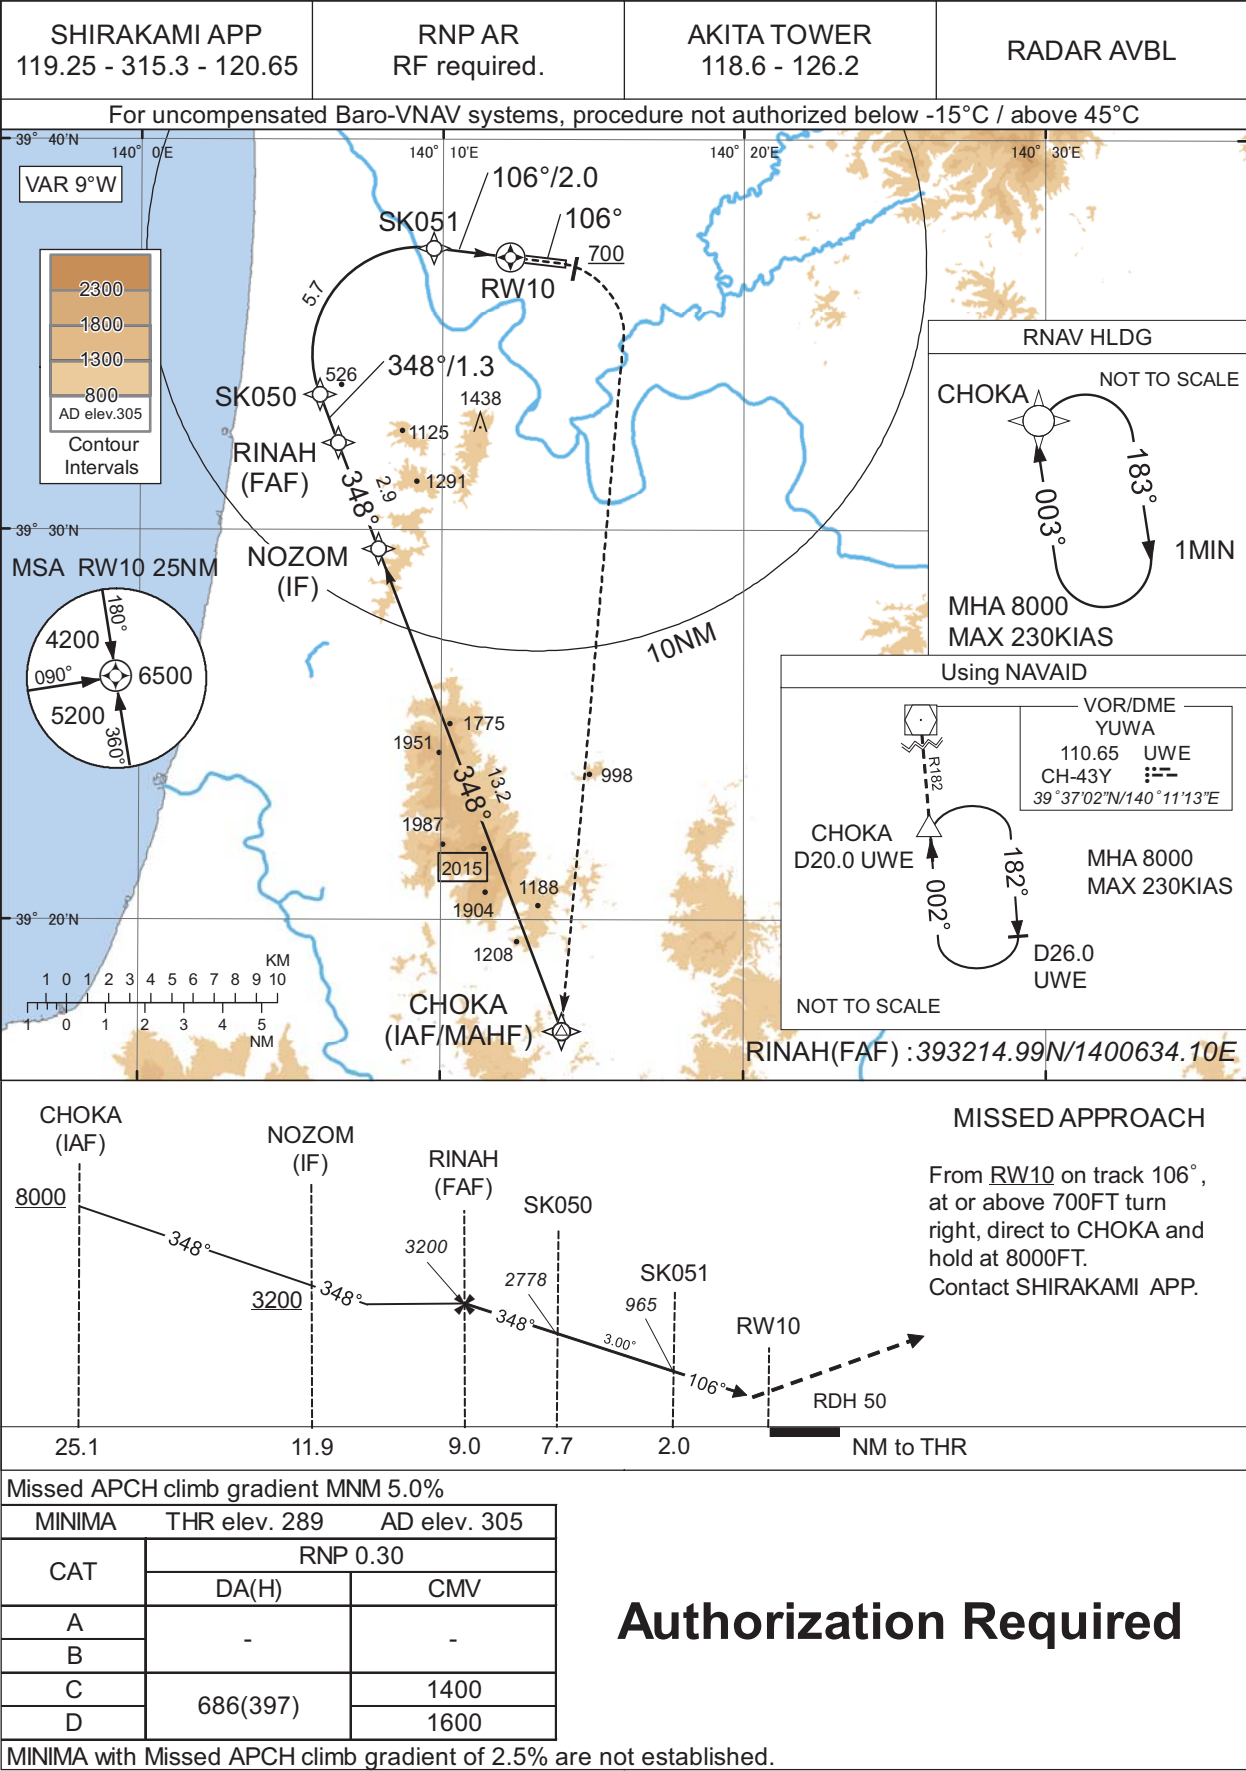 SHIRAKAMI APP
119.25 - 315.3 - 120.65
RNP AR
RF required.
AKITA TOWER
118.6 - 126.2
RADAR AVBL
For uncompensated Baro-VNAV systems, procedure not authorized below -15°C / above 45°C
39° 40'N
140° 0'E
140° 10'E
140° 20'E
140° 30'E
VAR 9°W
106°/2.0
106°
SK051
700
RW10
5.7
2300
1800
1300
800
AD elev.305
Contour
Intervals
526
348°/1.3
SK050
1438
1125
RINAH
(FAF)
1291
2.9
348°
39° 30'N
NOZOM
(IF)
MSA RW10 25NM
180°
4200
090°
6500
5200
360°
10NM
RNAV HLDG
NOT TO SCALE
CHOKA
183°
003°
1MIN
MHA 8000
MAX 230KIAS
Using NAVAID
VOR/DME
YUWA
110.65 UWE
CH-43Y
39°37'02"N/140°11'13"E
R182
CHOKA
D20.0 UWE
182°
002°
MHA 8000
MAX 230KIAS
D26.0
UWE
NOT TO SCALE
1775
1951
13.2
348°
998
1987
2015
1188
1904
39° 20'N
1208
KM
1 0 1 2 3 4 5 6 7 8 9 10
1 0 1 2 3 4 5
NM
CHOKA
(IAF/MAHF)
RINAH(FAF) :393214.99N/1400634.10E
CHOKA
(IAF)
NOZOM
(IF)
RINAH
(FAF)
SK050
SK051
RW10
8000
348°
3200
348°
3200
348°
2778
3.00°
965
106°
RDH 50
25.1
11.9
9.0
7.7
2.0
NM to THR
MISSED APPROACH
From RW10 on track 106°,
at or above 700FT turn
right, direct to CHOKA and
hold at 8000FT.
Contact SHIRAKAMI APP.
Missed APCH climb gradient MNM 5.0%
MINIMA THR elev. 289 AD elev. 305
CAT
RNP 0.30
DA(H) CMV
A
B
- -
C
D
686(397)
1400
1600
MINIMA with Missed APCH climb gradient of 2.5% are not established.
Authorization Required